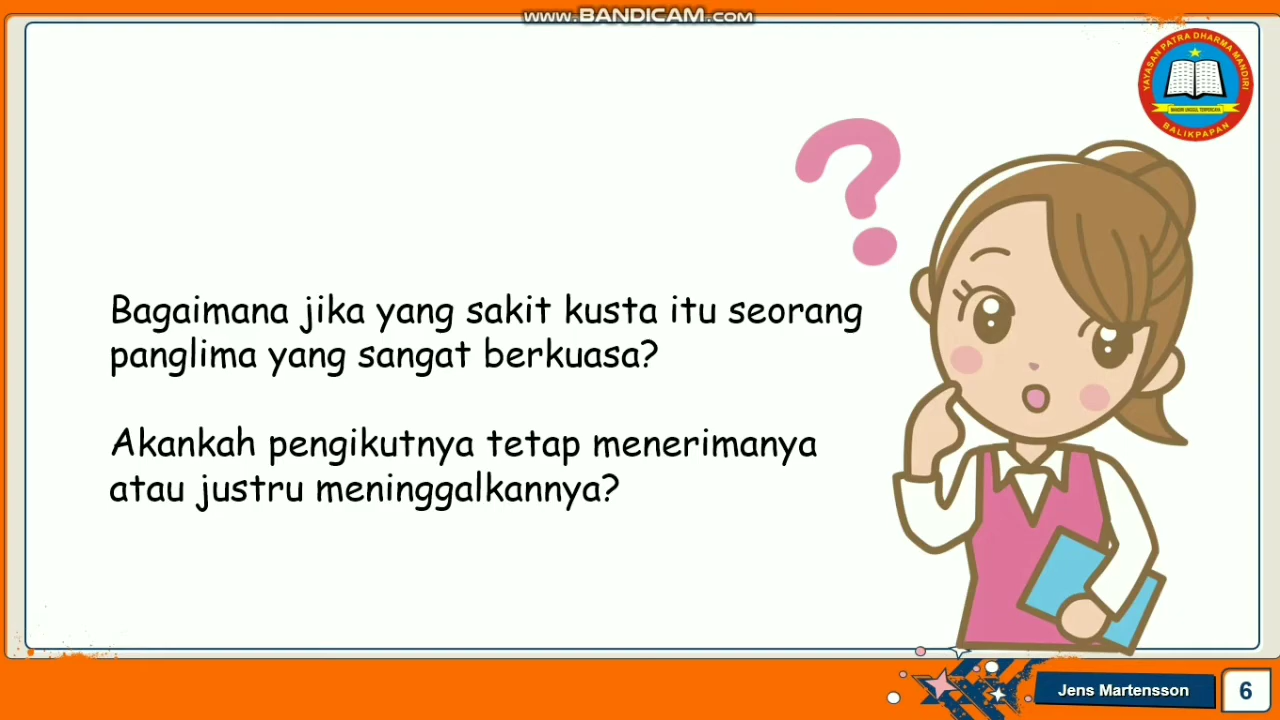 www.BANDICAM.com
YAYASAN PATRA DHARMA MANDIRI
BALIKPAPAN
Bagaimana jika yang sakit kusta itu seorang
panglima yang sangat berkuasa?
Akankah pengikutnya tetap menerimanya
atau justru meninggalkannya?
Jens Martensson
6